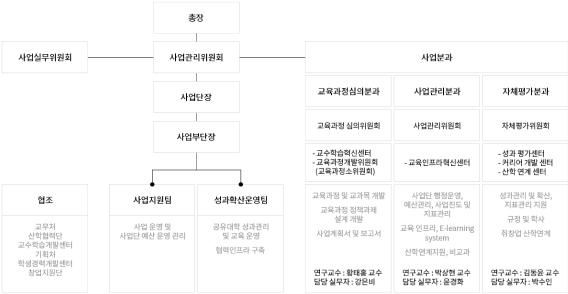 총장
사업실무위원회
사업관리위원회
사업분과
사업단장
사업부단장
교육과정심의분과
사업관리분과
자체평가분과
교육과정 심의위원회
사업관리위원회
자체평가위원회
- 교수학습혁신센터
- 교육과정개발위원회
(교육과정소위원회)
- 교육인프라혁신센터
- 성과 평가센터
- 커리어 개발 센터
- 산학 연계 센터
협조
교무처
산학협력단
교수학습개발센터
기획처
학생경력개발센터
창업지원단
사업지원팀
사업 운영 및
사업단 예산 운영 관리
성과확산운영팀
공유대학 성과관리
및 교육 운영
협력인프라 구축
교육과정 및 교과목 개발
교육과정 정책과제
설계 개발
사업계획서 및 보고서
연구교수 : 황태홍 교수
담당 실무자 : 강은비
사업단 행정운영,
예산관리, 사업진도 및
지표관리
교육 인프라, E-learning
system
산학연계지원, 비교과
연구교수 : 박상현 교수
담당 실무자 : 윤경화
성과관리 및 확산,
지표관리 지원
규정 및 학사
취창업 산학연계
연구교수 : 김동윤 교수
담당 실무자 : 박수인